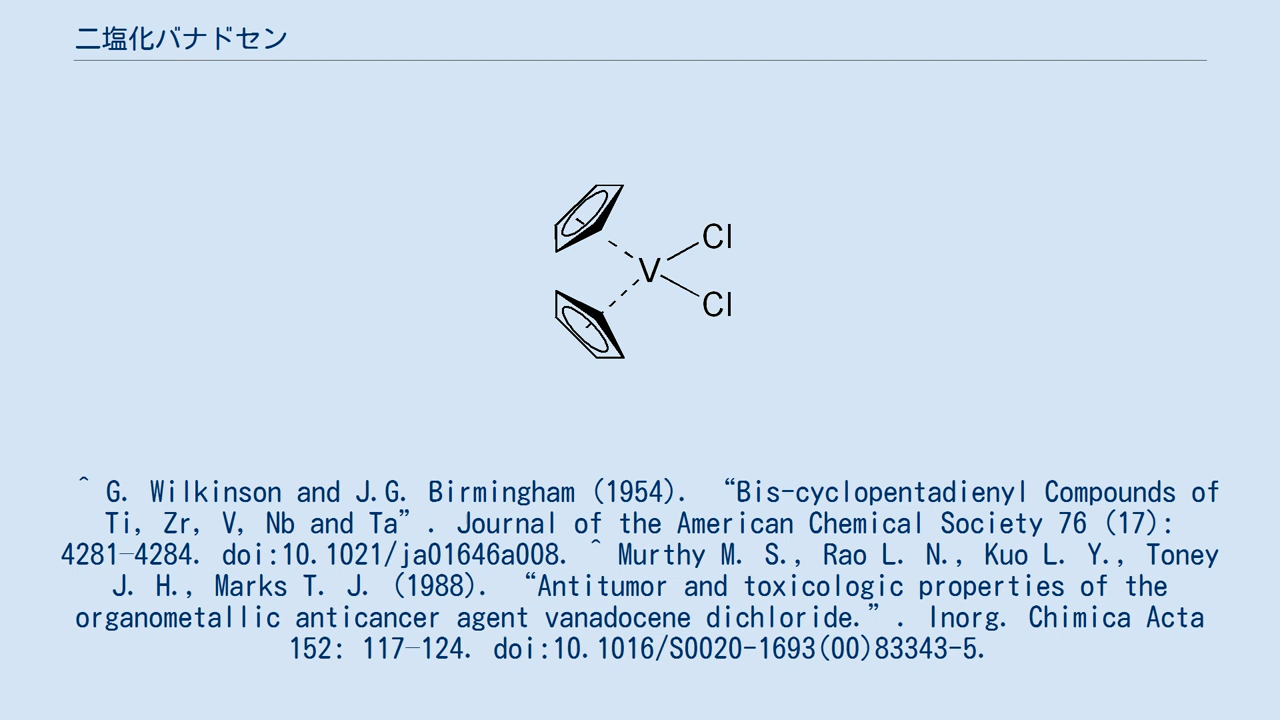 二塩化バナドセン
Cl
V
Cl
^ G. Wilkinson and J.G. Birmingham (1954). “Bis-cyclopentadienyl Compounds of
Ti, Zr, V, Nb and Ta”. Journal of the American Chemical Society 76 (17):
4281–4284. doi:10.1021/ja01646a008. ^ Murthy M. S., Rao L. N., Kuo L. Y., Toney
J. H., Marks T. J. (1988). “Antitumor and toxicologic properties of the
organometallic anticancer agent vanadocene dichloride.”. Inorg. Chimica Acta
152: 117–124. doi:10.1016/S0020-1693(00)83343-5.